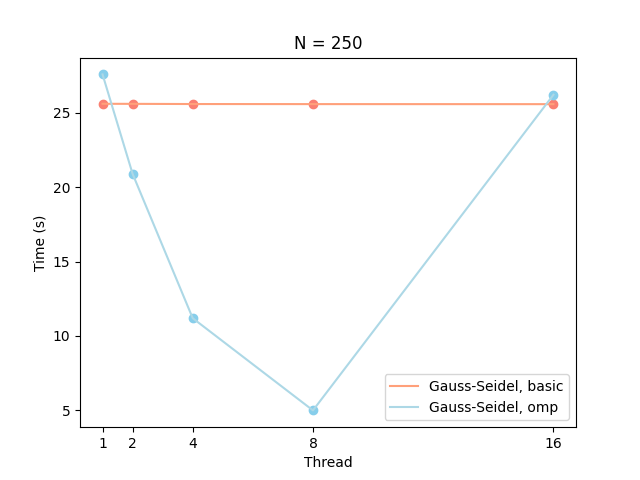 N = 250
Time (s)
25
20
15
10
5
1 2 4 8 16
Thread
Gauss-Seidel, basic
Gauss-Seidel, omp